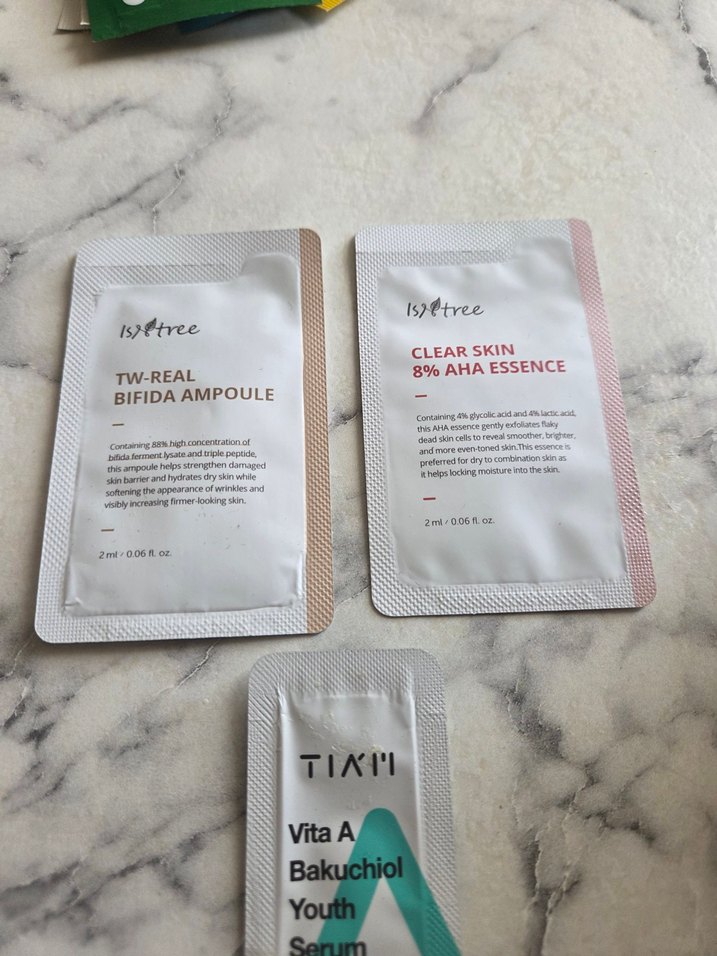 Isntree
TW-REAL
BIFIDA AMPOULE
Containing 88% high concentration of
bifida ferment lysate and triple peptide,
this ampoule helps strengthen damaged
skin barrier and hydrates dry skin while
softening the appearance of wrinkles and
visibly increasing firmer-looking skin.
2 ml / 0.06 fl. oz.
Isntree
CLEAR SKIN
8% AHA ESSENCE
Containing 4% glycolic acid and 4% lactic acid,
this AHA essence gently exfoliates flaky
dead skin cells to reveal smoother, brighter,
and more even-toned skin.This essence is
preferred for dry to combination skin as
it helps locking moisture into the skin.
2 ml / 0.06 fl. oz.
TIA'M
Vita A
Bakuchiol
Youth
Serum